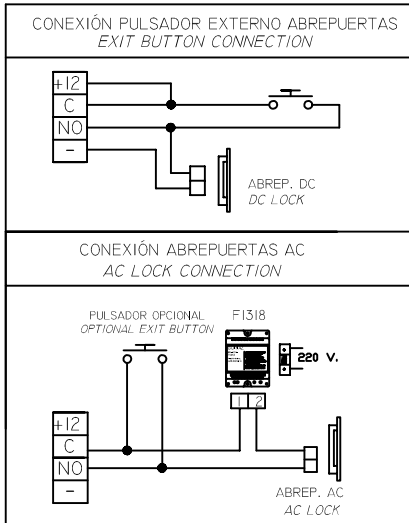 CONEXIÓN PULSADOR EXTERNO ABREPUERTAS
EXIT BUTTON CONNECTION
+12
C
NO
-
ABREP. DC
DC LOCK
CONEXIÓN ABREPUERTAS AC
AC LOCK CONNECTION
PULSADOR OPCIONAL
OPTIONAL EXIT BUTTON
F1318
220 V.
1 2
+12
C
NO
-
ABREP. AC
AC LOCK